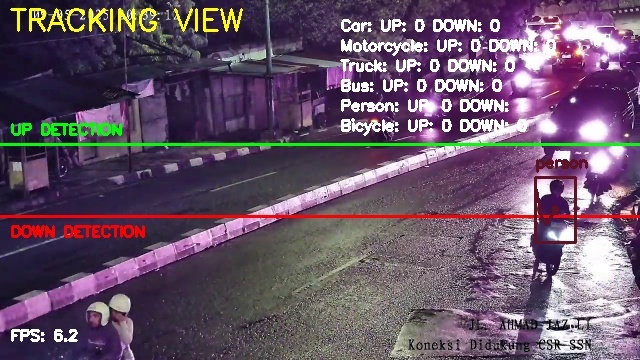 TRACKING VIEW
Car: UP: 0 DOWN: 0
Motorcycle: UP: 0 DOWN: 0
Truck: UP: 0 DOWN: 0
Bus: UP: 0 DOWN: 0
Person: UP: 0 DOWN:
Bicycle: UP: 0 DOWN: 0
UP DETECTION
person
DOWN DETECTION
FPS: 6.2
JL. AHMAD
Koneksi Didukung CSR SSN